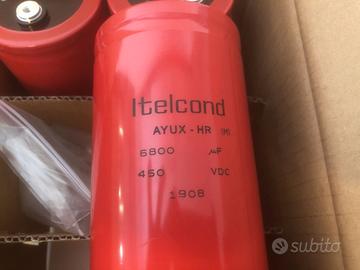 Itelcond
AYUX-HR (M)
6800 µF
450 VDC
1908
subito